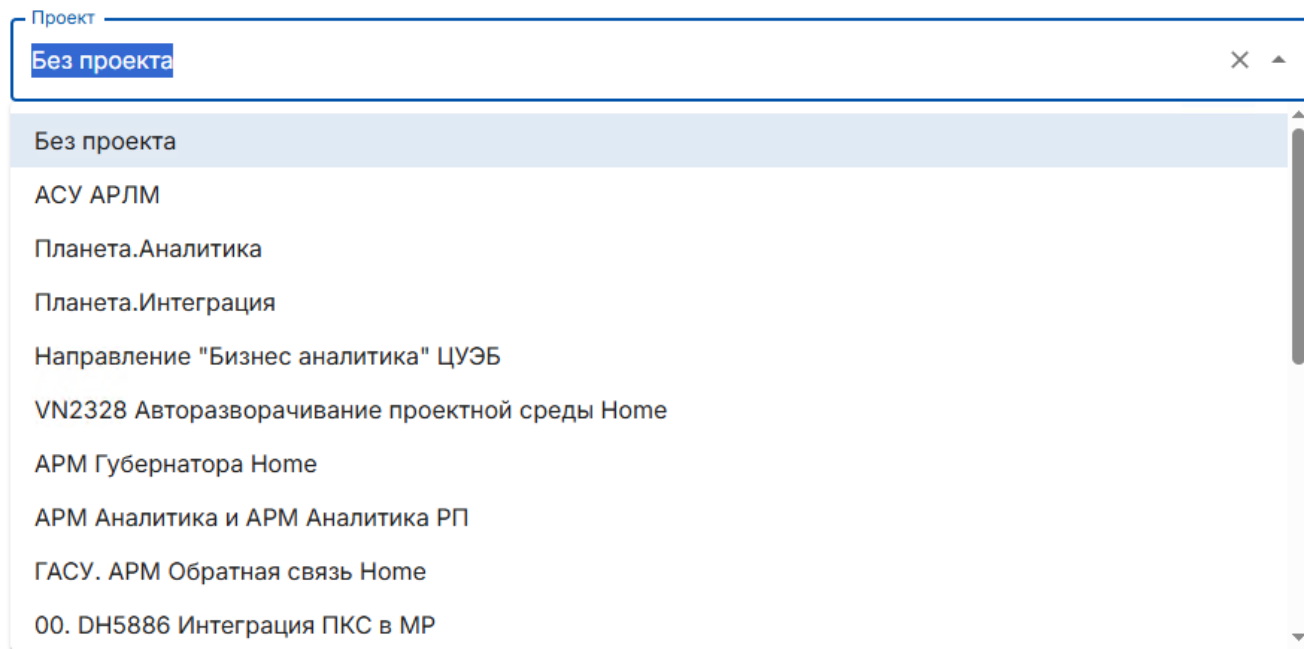 Проект
Без проекта
Без проекта
АСУ АРЛМ
Планета.Аналитика
Планета.Интеграция
Направление "Бизнес аналитика" ЦУЭБ
VN2328 Авторазворачивание проектной среды Home
АРМ Губернатора Home
АРМ Аналитика и АРМ Аналитика РП
ГАСУ. АРМ Обратная связь Home
00. DH5886 Интеграция ПКС в МР